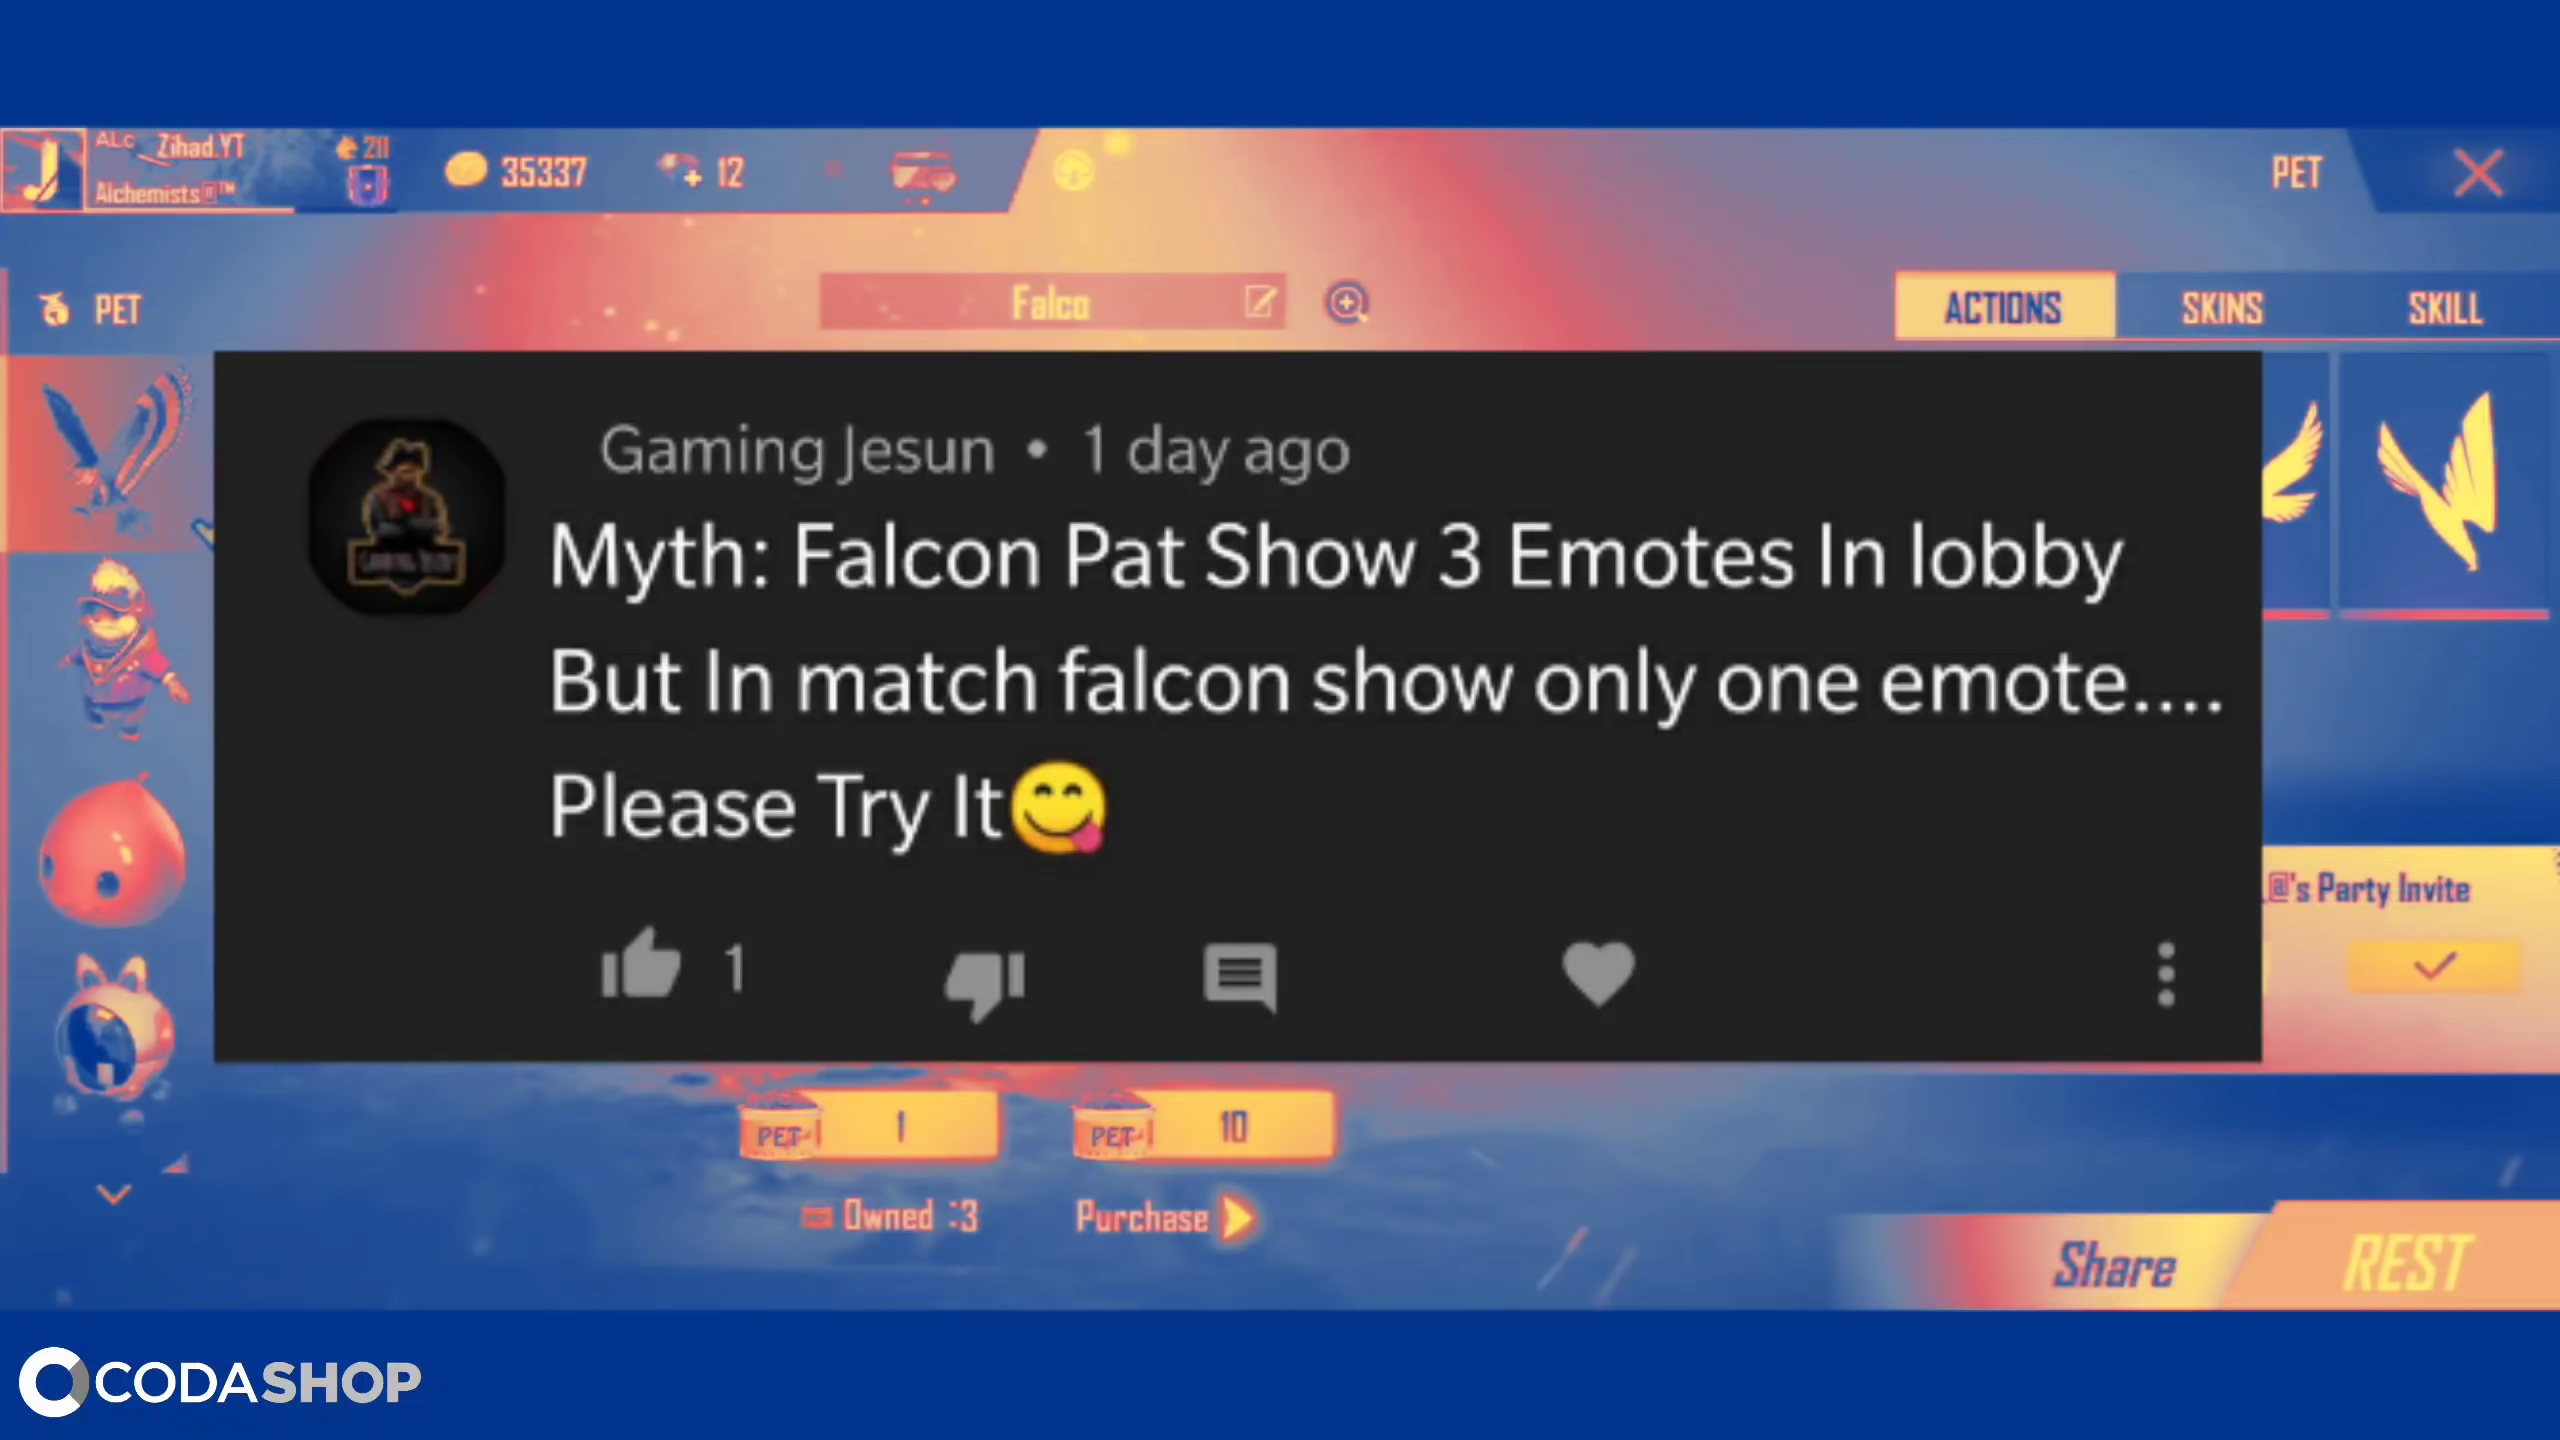 ALc_Zihad.YT
211
Alchemists
35337
12
PET
PET
Falco
ACTIONS
SKINS
SKILL
Gaming Jesun • 1 day ago
Myth: Falcon Pat Show 3 Emotes In lobby
But In match falcon show only one emote....
Please Try It😋
1
@'s Party Invite
PET
1
PET
10
Owned :3
Purchase
Share
REST
CODASHOP